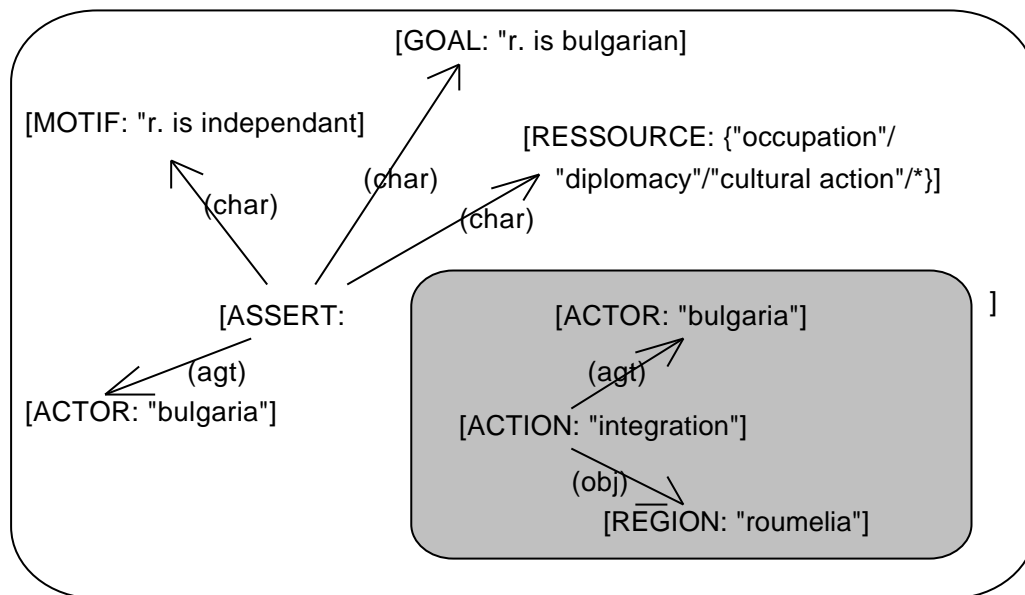 [GOAL: "r. is bulgarian]
[MOTIF: "r. is independant]
[RESSOURCE: {"occupation"/
"diplomacy"/"cultural action"/*}]
(char)
(char)
(char)
[ASSERT:
[ACTOR: "bulgaria"]
]
(agt)
(agt)
[ACTOR: "bulgaria"]
[ACTION: "integration"]
(obj)
[REGION: "roumelia"]